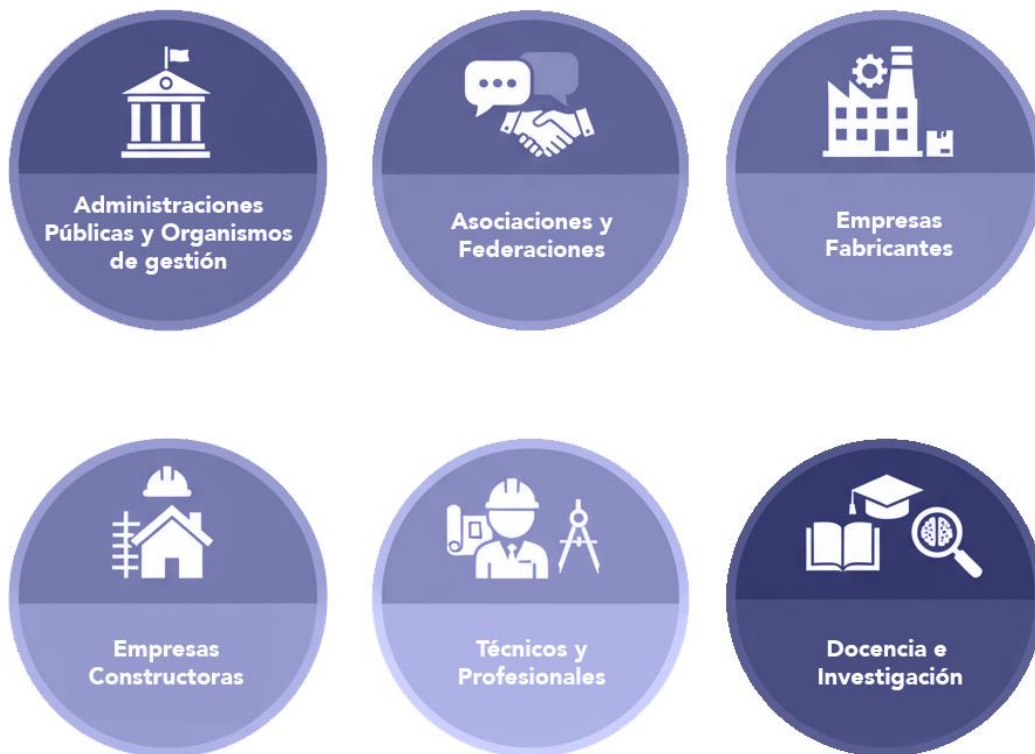 Administraciones
Públicas y Organismos
de gestión
Asociaciones y
Federaciones
Empresas
Fabricantes
Empresas
Constructoras
Técnicos y
Profesionales
Docencia e
Investigación